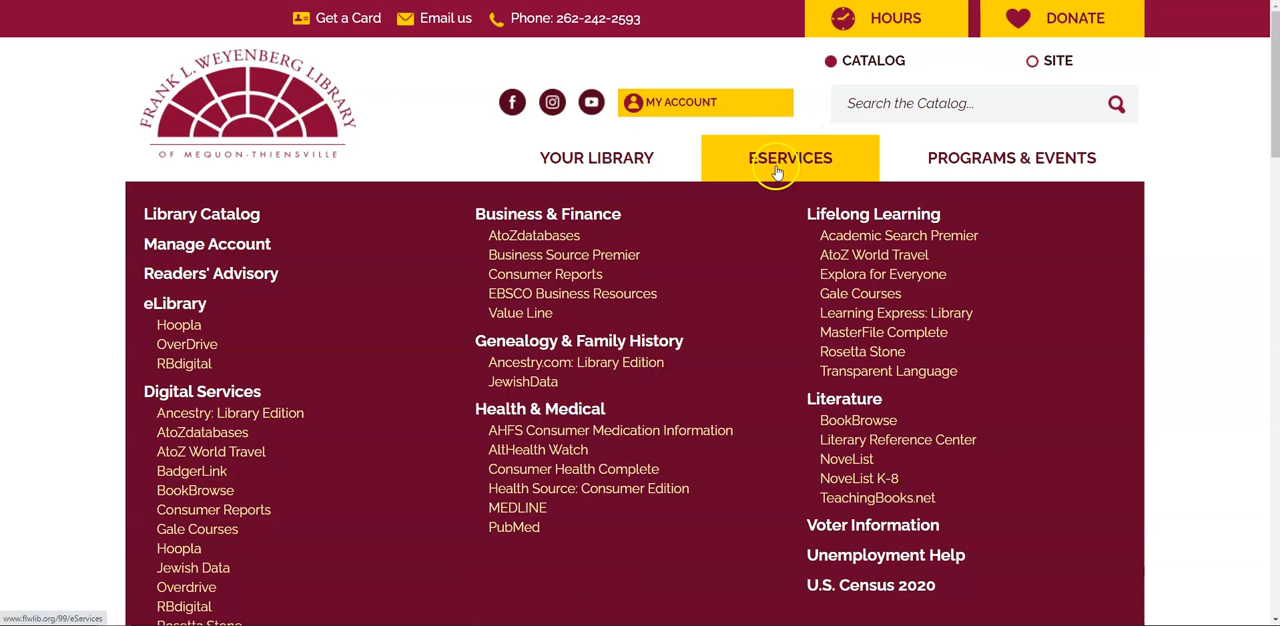 Get a Card Email us Phone: 262-242-2593 HOURS DONATE
FRANK L. WEYENBERG LIBRARY
OF MEQUON-THIENSVILLE
CATALOG SITE
MY ACCOUNT
Search the Catalog...
YOUR LIBRARY ESERVICES PROGRAMS & EVENTS
Library Catalog
Manage Account
Readers' Advisory
eLibrary
Hoopla
OverDrive
RBdigital
Digital Services
Ancestry: Library Edition
AtoZdatabases
AtoZ World Travel
BadgerLink
BookBrowse
Consumer Reports
Gale Courses
Hoopla
Jewish Data
Overdrive
RBdigital
Rosetta Stone
Business & Finance
AtoZdatabases
Business Source Premier
Consumer Reports
EBSCO Business Resources
Value Line
Genealogy & Family History
Ancestry.com: Library Edition
JewishData
Health & Medical
AHFS Consumer Medication Information
AltHealth Watch
Consumer Health Complete
Health Source: Consumer Edition
MEDLINE
PubMed
Lifelong Learning
Academic Search Premier
AtoZ World Travel
Explora for Everyone
Gale Courses
Learning Express: Library
MasterFile Complete
Rosetta Stone
Transparent Language
Literature
BookBrowse
Literary Reference Center
NoveList
NoveList K-8
TeachingBooks.net
Voter Information
Unemployment Help
U.S. Census 2020
www.flwlib.org/99/eServices